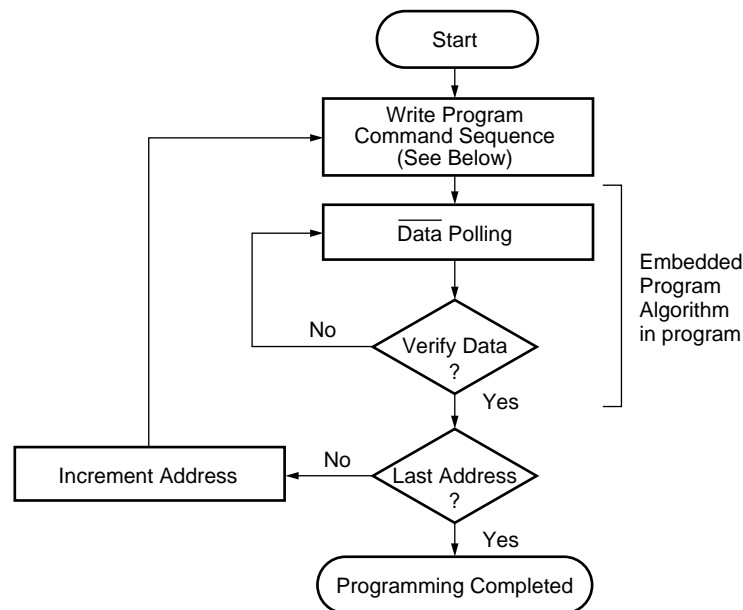 Start
Write Program
Command Sequence
(See Below)
Data Polling
Embedded
Program
Algorithm
in program
No
Verify Data
?
Yes
Increment Address
No
Last Address
?
Yes
Programming Completed